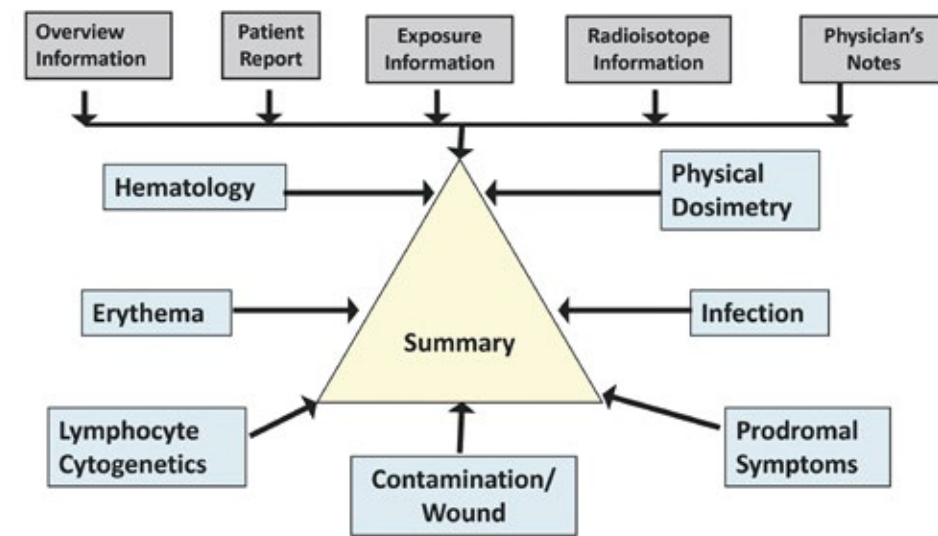 Overview
Information
Patient
Report
Exposure
Information
Radioisotope
Information
Physician's
Notes
Hematology
Physical
Dosimetry
Erythema
Infection
Summary
Lymphocyte
Cytogenetics
Prodromal
Symptoms
Contamination/
Wound